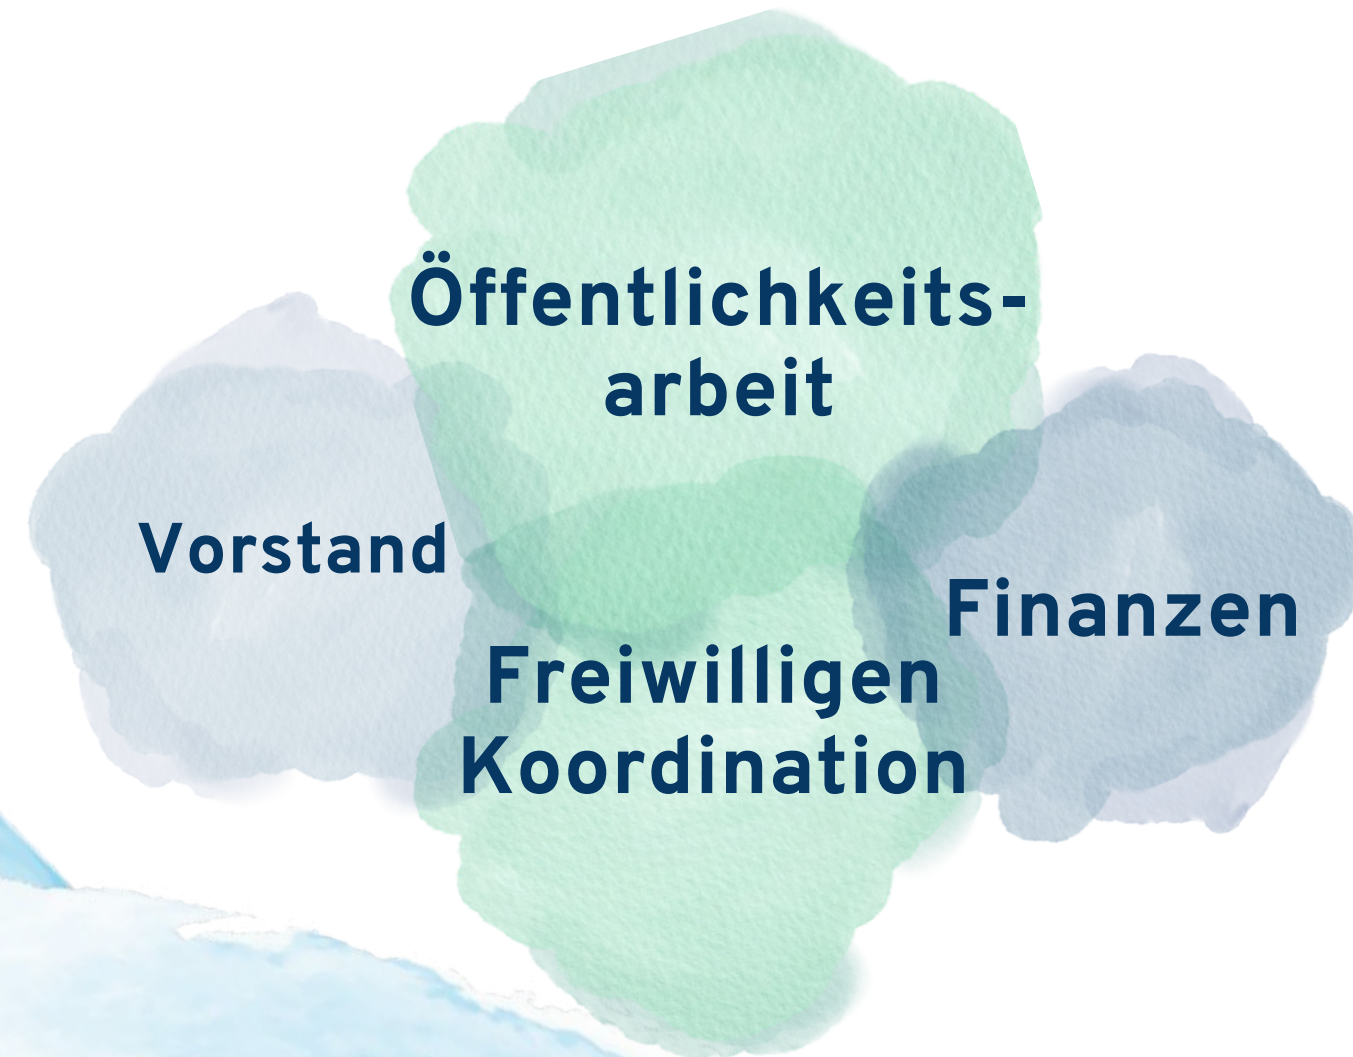 Öffentlichkeits-
arbeit
Vorstand
Finanzen
Freiwilligen
Koordination